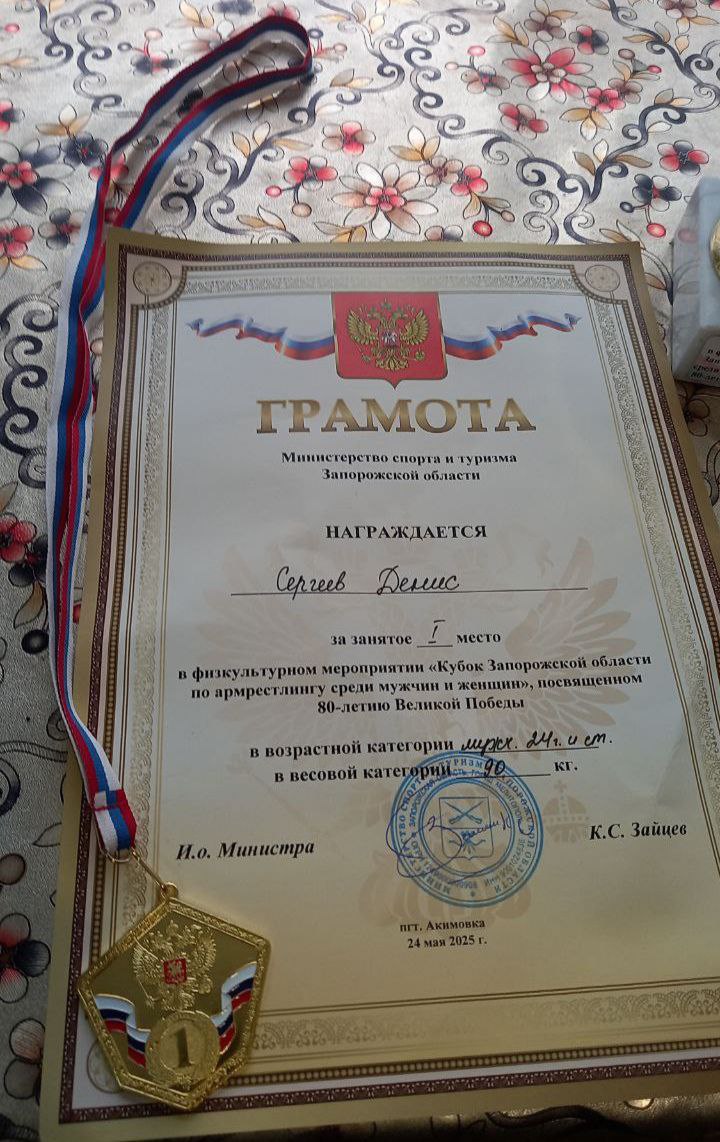 ГРАМОТА
Министерство спорта и туризма
Запорожской области
НАГРАЖДАЕТСЯ
Сергеев Денис
за занятое I место
в физкультурном мероприятии «Кубок Запорожской области
по армрестлингу среди мужчин и женщин», посвященном
80-летию Великой Победы
в возрастной категории мужч. 24г. и ст.
в весовой категории 90 кг.
И.о. Министра
К.С. Зайцев
пгт. Акимовка
24 мая 2025 г.
1